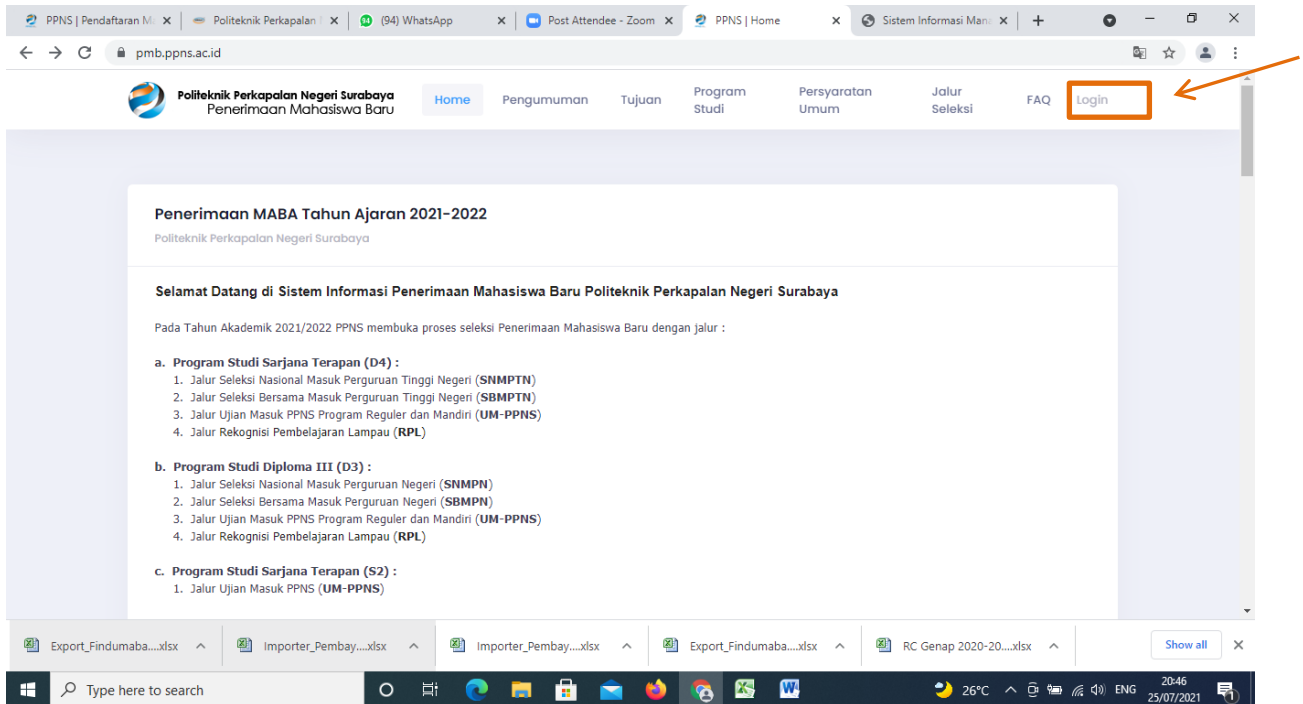 PPNS | Pendaftaran M
Politeknik Perkapalan
(94) WhatsApp
Post Attendee - Zoom
PPNS | Home
Sistem Informasi Mana
pmb.ppns.ac.id
Politeknik Perkapalan Negeri Surabaya
Penerimaan Mahasiswa Baru
Home
Pengumuman
Tujuan
Program
Studi
Persyaratan
Umum
Jalur
Seleksi
FAQ
Login
Penerimaan MABA Tahun Ajaran 2021-2022
Politeknik Perkapalan Negeri Surabaya
Selamat Datang di Sistem Informasi Penerimaan Mahasiswa Baru Politeknik Perkapalan Negeri Surabaya
Pada Tahun Akademik 2021/2022 PPNS membuka proses seleksi Penerimaan Mahasiswa Baru dengan jalur :
a. Program Studi Sarjana Terapan (D4) :
1. Jalur Seleksi Nasional Masuk Perguruan Tinggi Negeri (SNMPTN)
2. Jalur Seleksi Bersama Masuk Perguruan Tinggi Negeri (SBMPTN)
3. Jalur Ujian Masuk PPNS Program Reguler dan Mandiri (UM-PPNS)
4. Jalur Rekognisi Pembelajaran Lampau (RPL)
b. Program Studi Diploma III (D3) :
1. Jalur Seleksi Nasional Masuk Perguruan Negeri (SNMPN)
2. Jalur Seleksi Bersama Masuk Perguruan Negeri (SBMPN)
3. Jalur Ujian Masuk PPNS Program Reguler dan Mandiri (UM-PPNS)
4. Jalur Rekognisi Pembelajaran Lampau (RPL)
c. Program Studi Sarjana Terapan (S2) :
1. Jalur Ujian Masuk PPNS (UM-PPNS)
Export_Findumaba....xlsx
Importer_Pembay....xlsx
Importer_Pembay....xlsx
Export_Findumaba....xlsx
RC Genap 2020-20....xlsx
Show all
Type here to search
26°C
ENG
20:46
25/07/2021